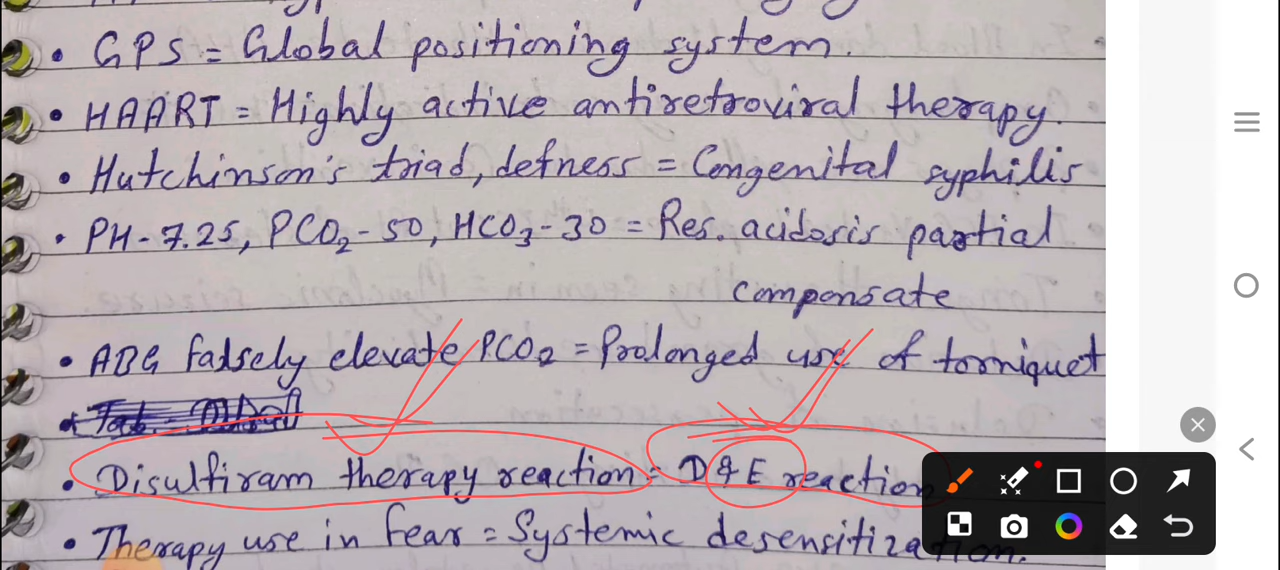 • GPS = Global positioning system.
• HAART = Highly active antiretroviral therapy.
• Hutchinson's triad, defness = Congenital syphilis
• PH-7.25, PCO2-50, HCO3-30 = Res. acidosis partial
compensate
• ABG falsely elevate PCO2 = Prolonged use of torniquet
• Disulfiram therapy reaction = D & E reaction
• Therapy use in fear = Systemic desensitization.